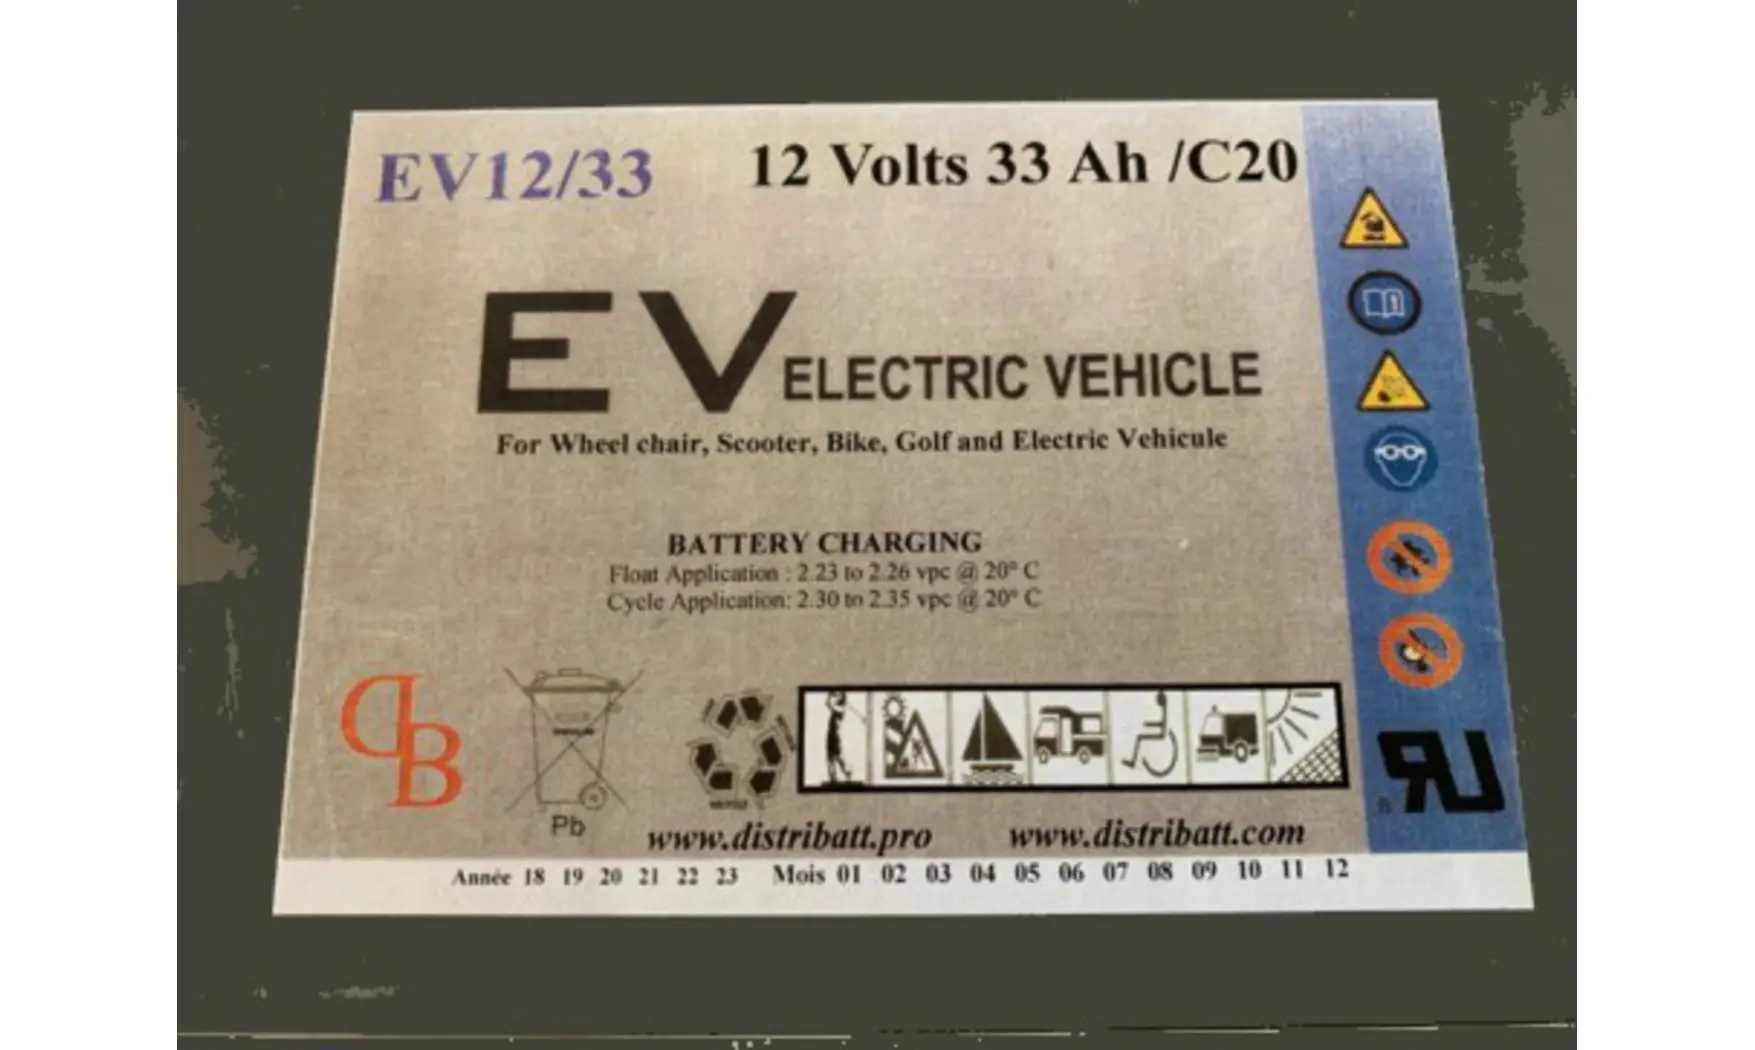 EV12/33 12 Volts 33 Ah /C20
EV ELECTRIC VEHICLE
For Wheel chair, Scooter, Bike, Golf and Electric Vehicule
BATTERY CHARGING
Float Application : 2.23 to 2.26 vpc @ 20° C
Cycle Application: 2.30 to 2.35 vpc @ 20° C
DB
Pb
www.distribatt.pro www.distribatt.com
Année 18 19 20 21 22 23 Mois 01 02 03 04 05 06 07 08 09 10 11 12